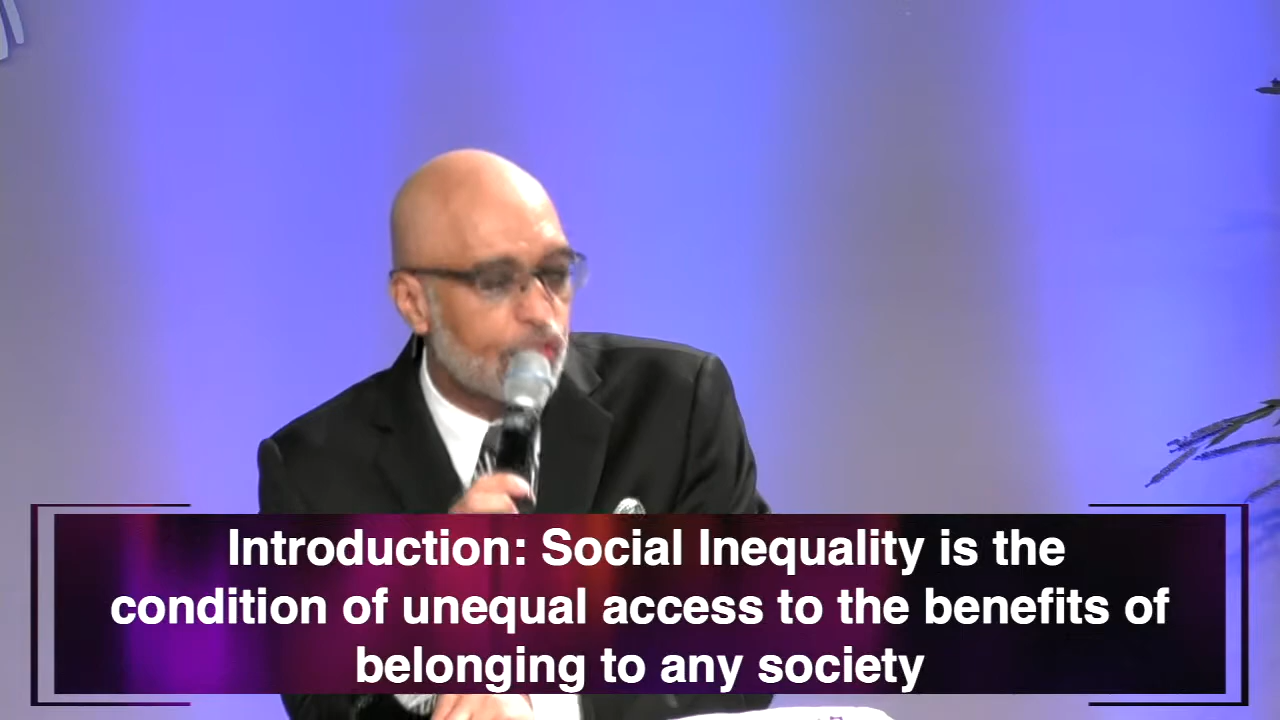 Introduction: Social Inequality is the
condition of unequal access to the benefits of
belonging to any society